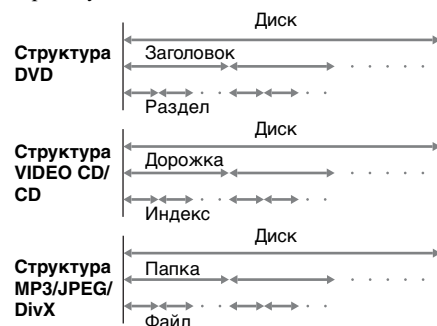 Диск
Структура
DVD
Заголовок
Раздел
Диск
Структура
VIDEO CD/
CD
Дорожка
Индекс
Диск
Структура
MP3/JPEG/
DivX
Папка
Файл